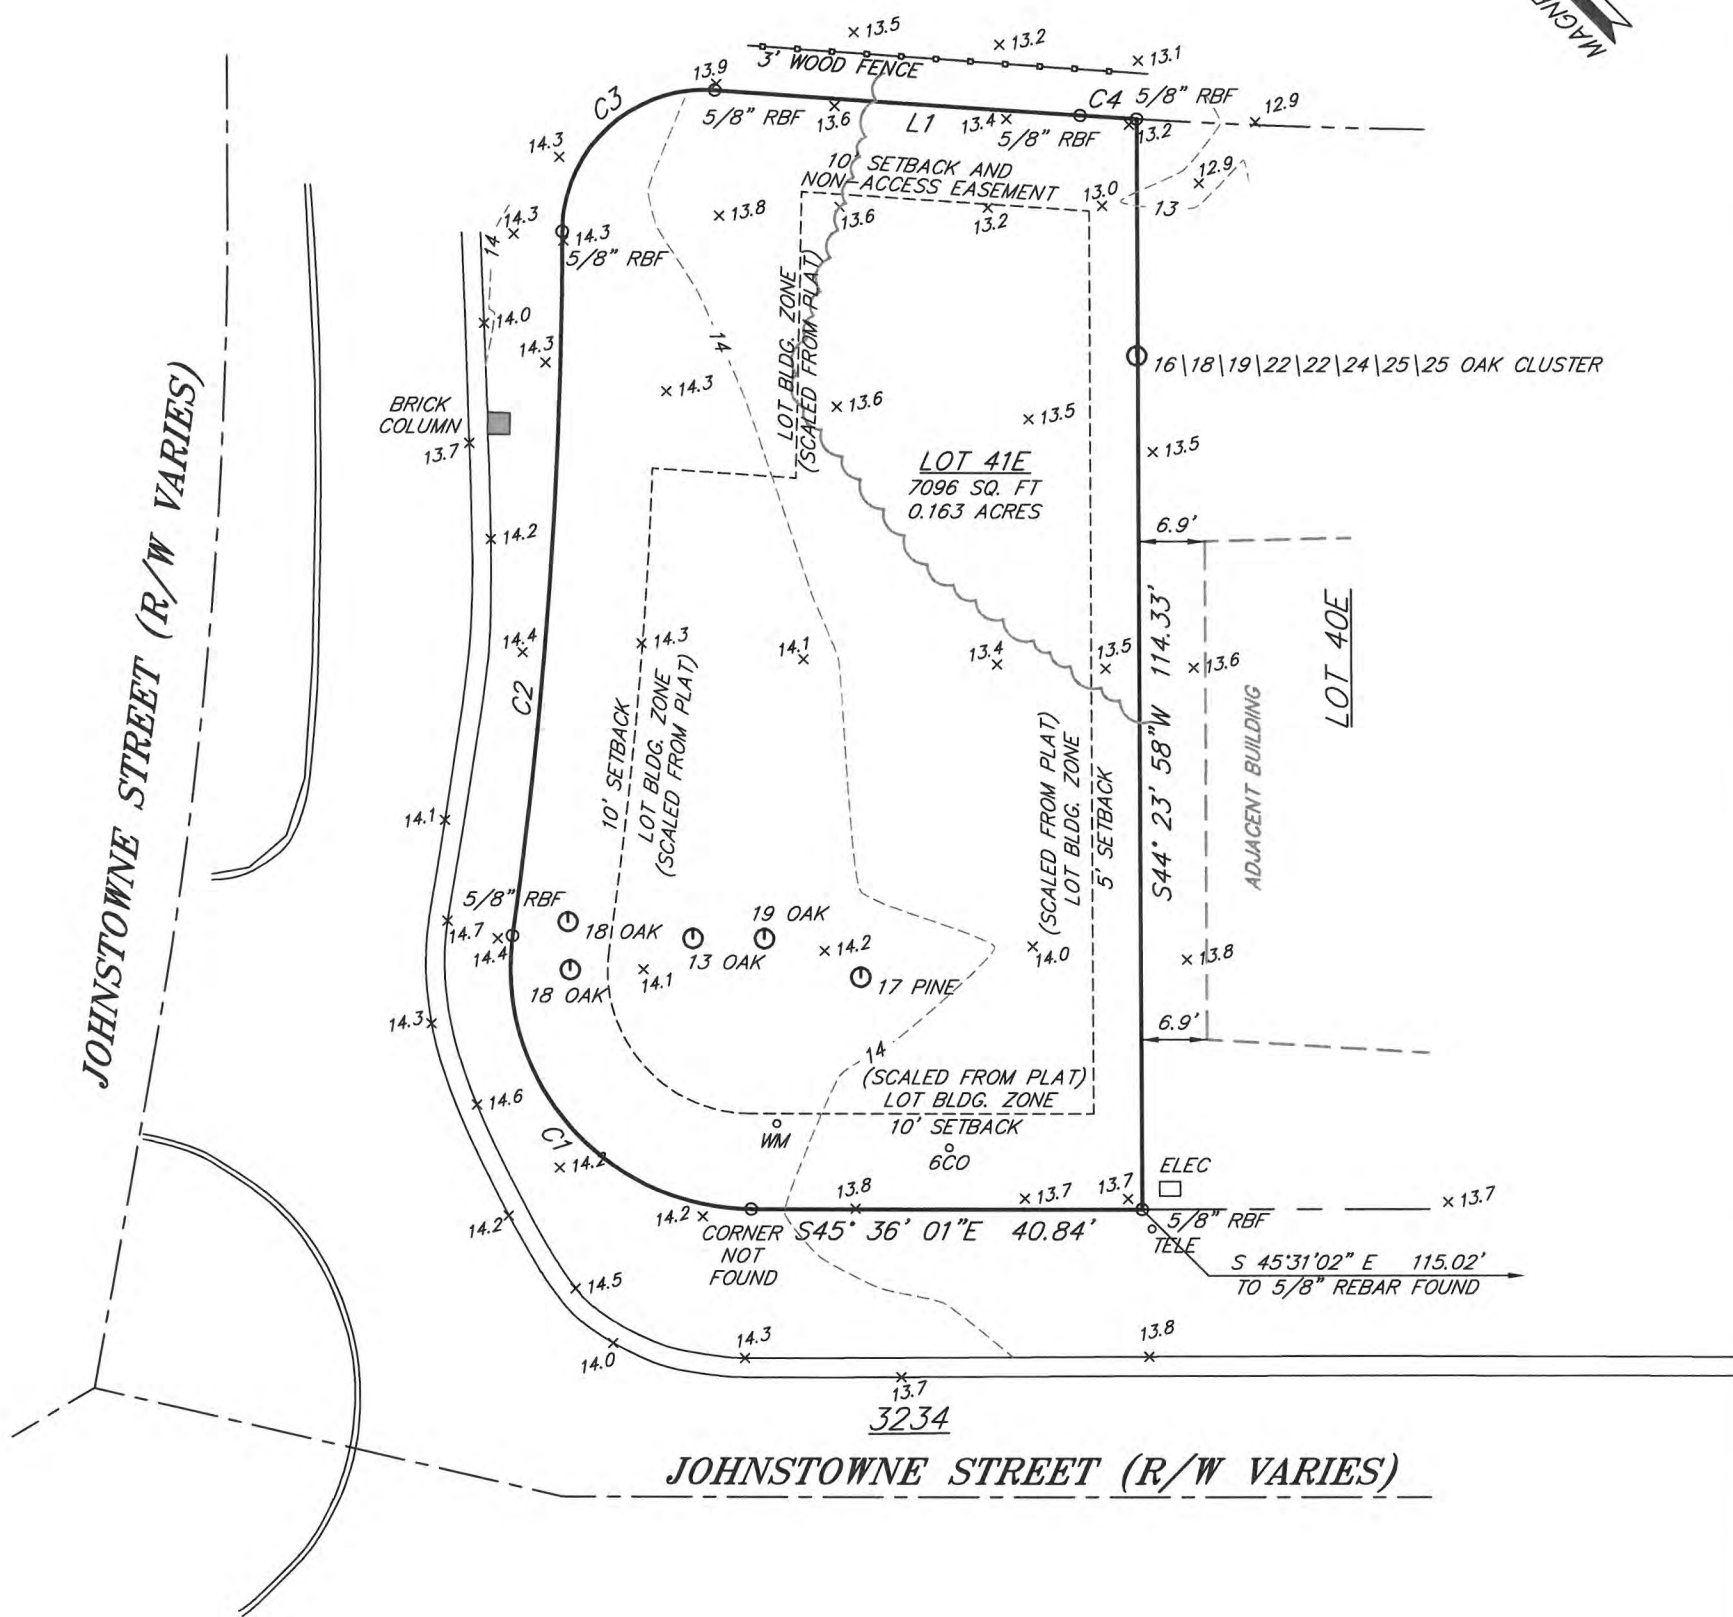 MAGNE
13.5
13.2
13.1
3' WOOD FENCE
13.9
C3
C4
5/8" RBF
12.9
5/8" RBF
13.6
L1
13.4
5/8" RBF
13.2
14.3
10' SETBACK AND
NON-ACCESS EASEMENT
12.9
13.0
13
13.8
13.6
13.2
14.3
14
14.3
5/8" RBF
LOT BLDG. ZONE
(SCALED FROM PLAT)
14.0
14
14.3
16\18\19\22\22\24\25\25 OAK CLUSTER
14.3
13.6
13.5
BRICK
COLUMN
13.7
13.5
LOT 41E
7096 SQ. FT
0.163 ACRES
14.2
6.9'
JOHNSTOWNE STREET (R/W VARIES)
S44° 23' 58"W 114.33'
LOT 40E
14.4
14.3
14.1
13.4
13.5
13.6
C2
10' SETBACK
LOT BLDG. ZONE
(SCALED FROM PLAT)
(SCALED FROM PLAT)
LOT BLDG. ZONE
5' SETBACK
ADJACENT BUILDING
14.1
5/8" RBF
14.7
14.4
18 OAK
19 OAK
13 OAK
14.2
14.0
13.8
18 OAK
14.1
17 PINE
14.3
6.9'
14
(SCALED FROM PLAT)
LOT BLDG. ZONE
14.6
10' SETBACK
WM
6CO
C1
14.2
ELEC
13.8
13.7
13.7
13.7
14.2
14.2
CORNER
NOT
FOUND
S45° 36' 01"E 40.84'
5/8" RBF
TELE
S 45°31'02" E 115.02'
TO 5/8" REBAR FOUND
14.5
14.0
14.3
13.8
13.7
3234
JOHNSTOWNE STREET (R/W VARIES)